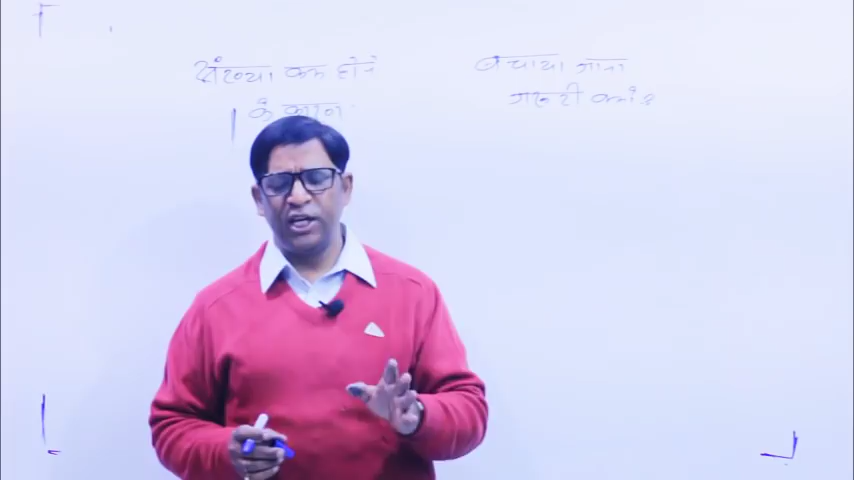 संख्या कम होने
के कारण
बचाया जाना
जरूरी क्यों है